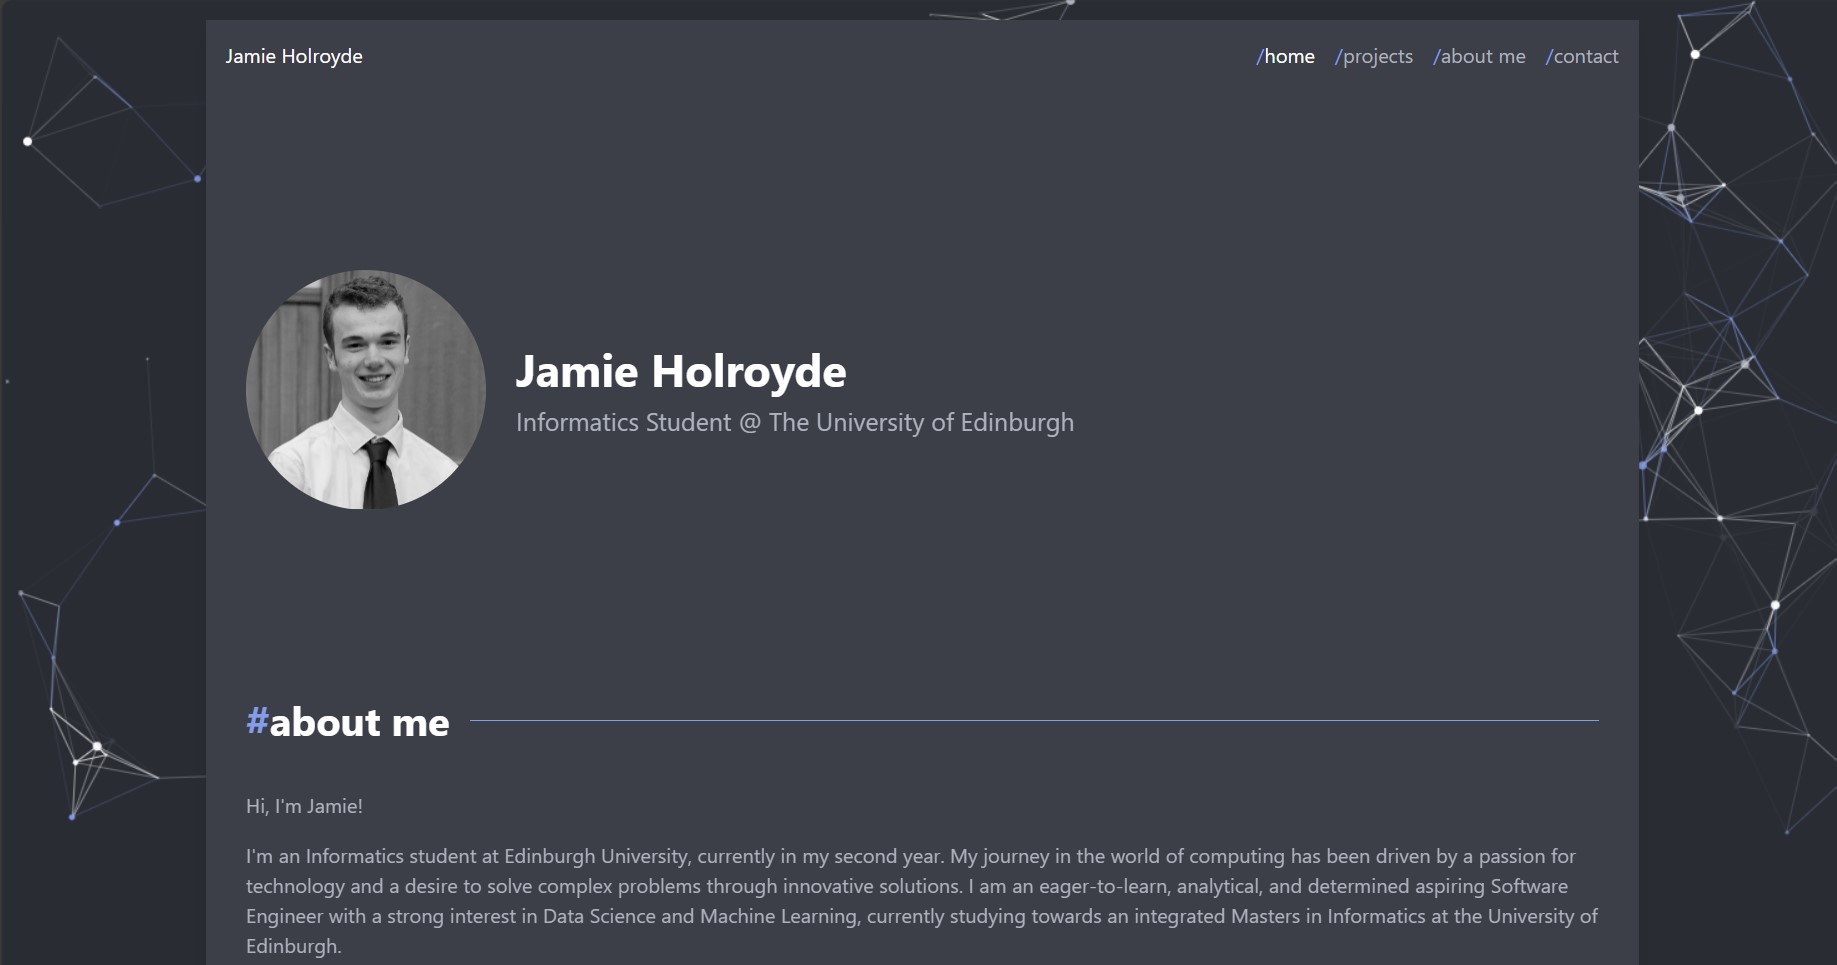 Jamie Holroyde
/home /projects /about me /contact
Jamie Holroyde
Informatics Student @ The University of Edinburgh
#about me
Hi, I'm Jamie!
I'm an Informatics student at Edinburgh University, currently in my second year. My journey in the world of computing has been driven by a passion for
technology and a desire to solve complex problems through innovative solutions. I am an eager-to-learn, analytical, and determined aspiring Software
Engineer with a strong interest in Data Science and Machine Learning, currently studying towards an integrated Masters in Informatics at the University of
Edinburgh.